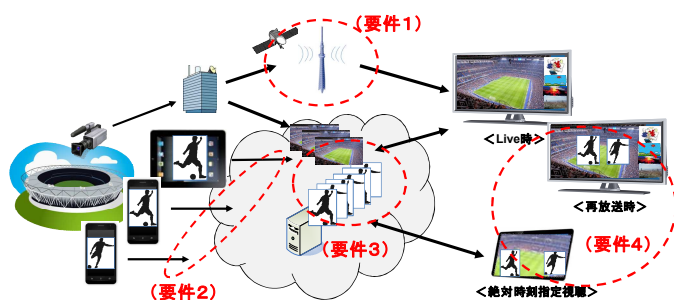 (要件1)
<Live時>
<再放送時>
(要件3)
(要件4)
(要件2)
<絶対時刻指定視聴>